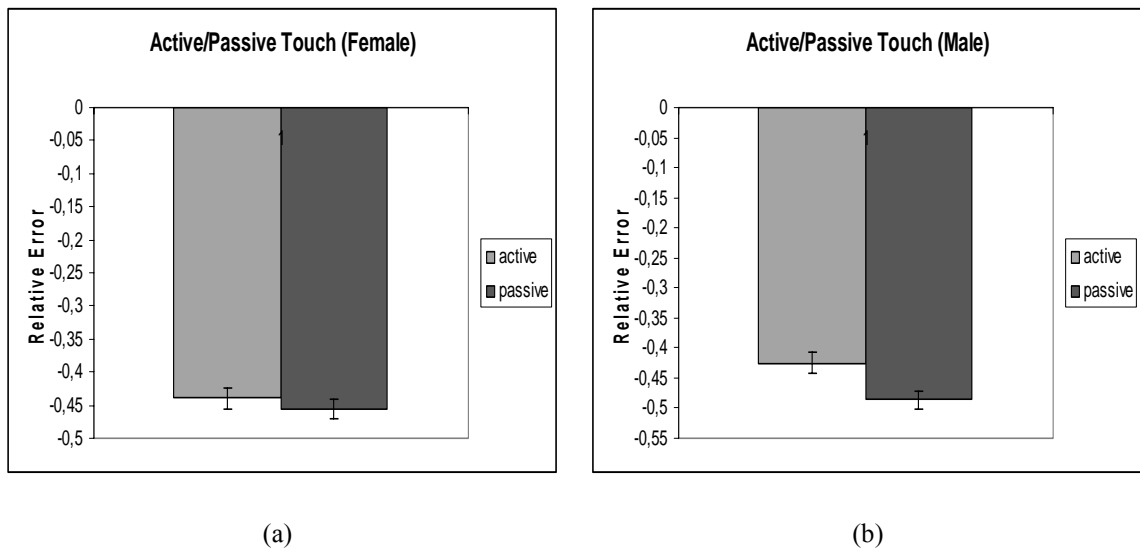 Active/Passive Touch (Female)
Relative Error
0
-0,05
-0,1
-0,15
-0,2
-0,25
-0,3
-0,35
-0,4
-0,45
-0,5
1
active
passive
(a)
Active/Passive Touch (Male)
Relative Error
0
-0,05
-0,1
-0,15
-0,2
-0,25
-0,3
-0,35
-0,4
-0,45
-0,5
-0,55
1
active
passive
(b)